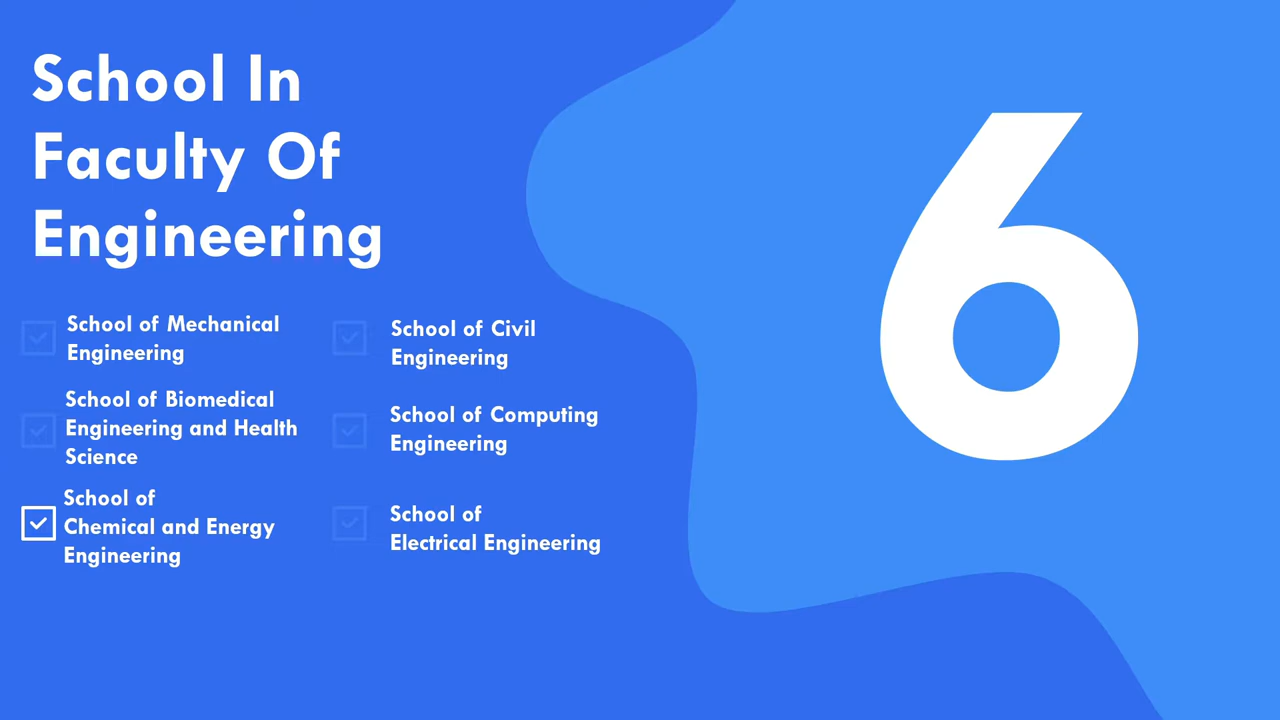 School In
Faculty Of
Engineering
6
School of Mechanical
Engineering
School of Biomedical
Engineering and Health
Science
School of
Chemical and Energy
Engineering
School of Civil
Engineering
School of Computing
Engineering
School of
Electrical Engineering